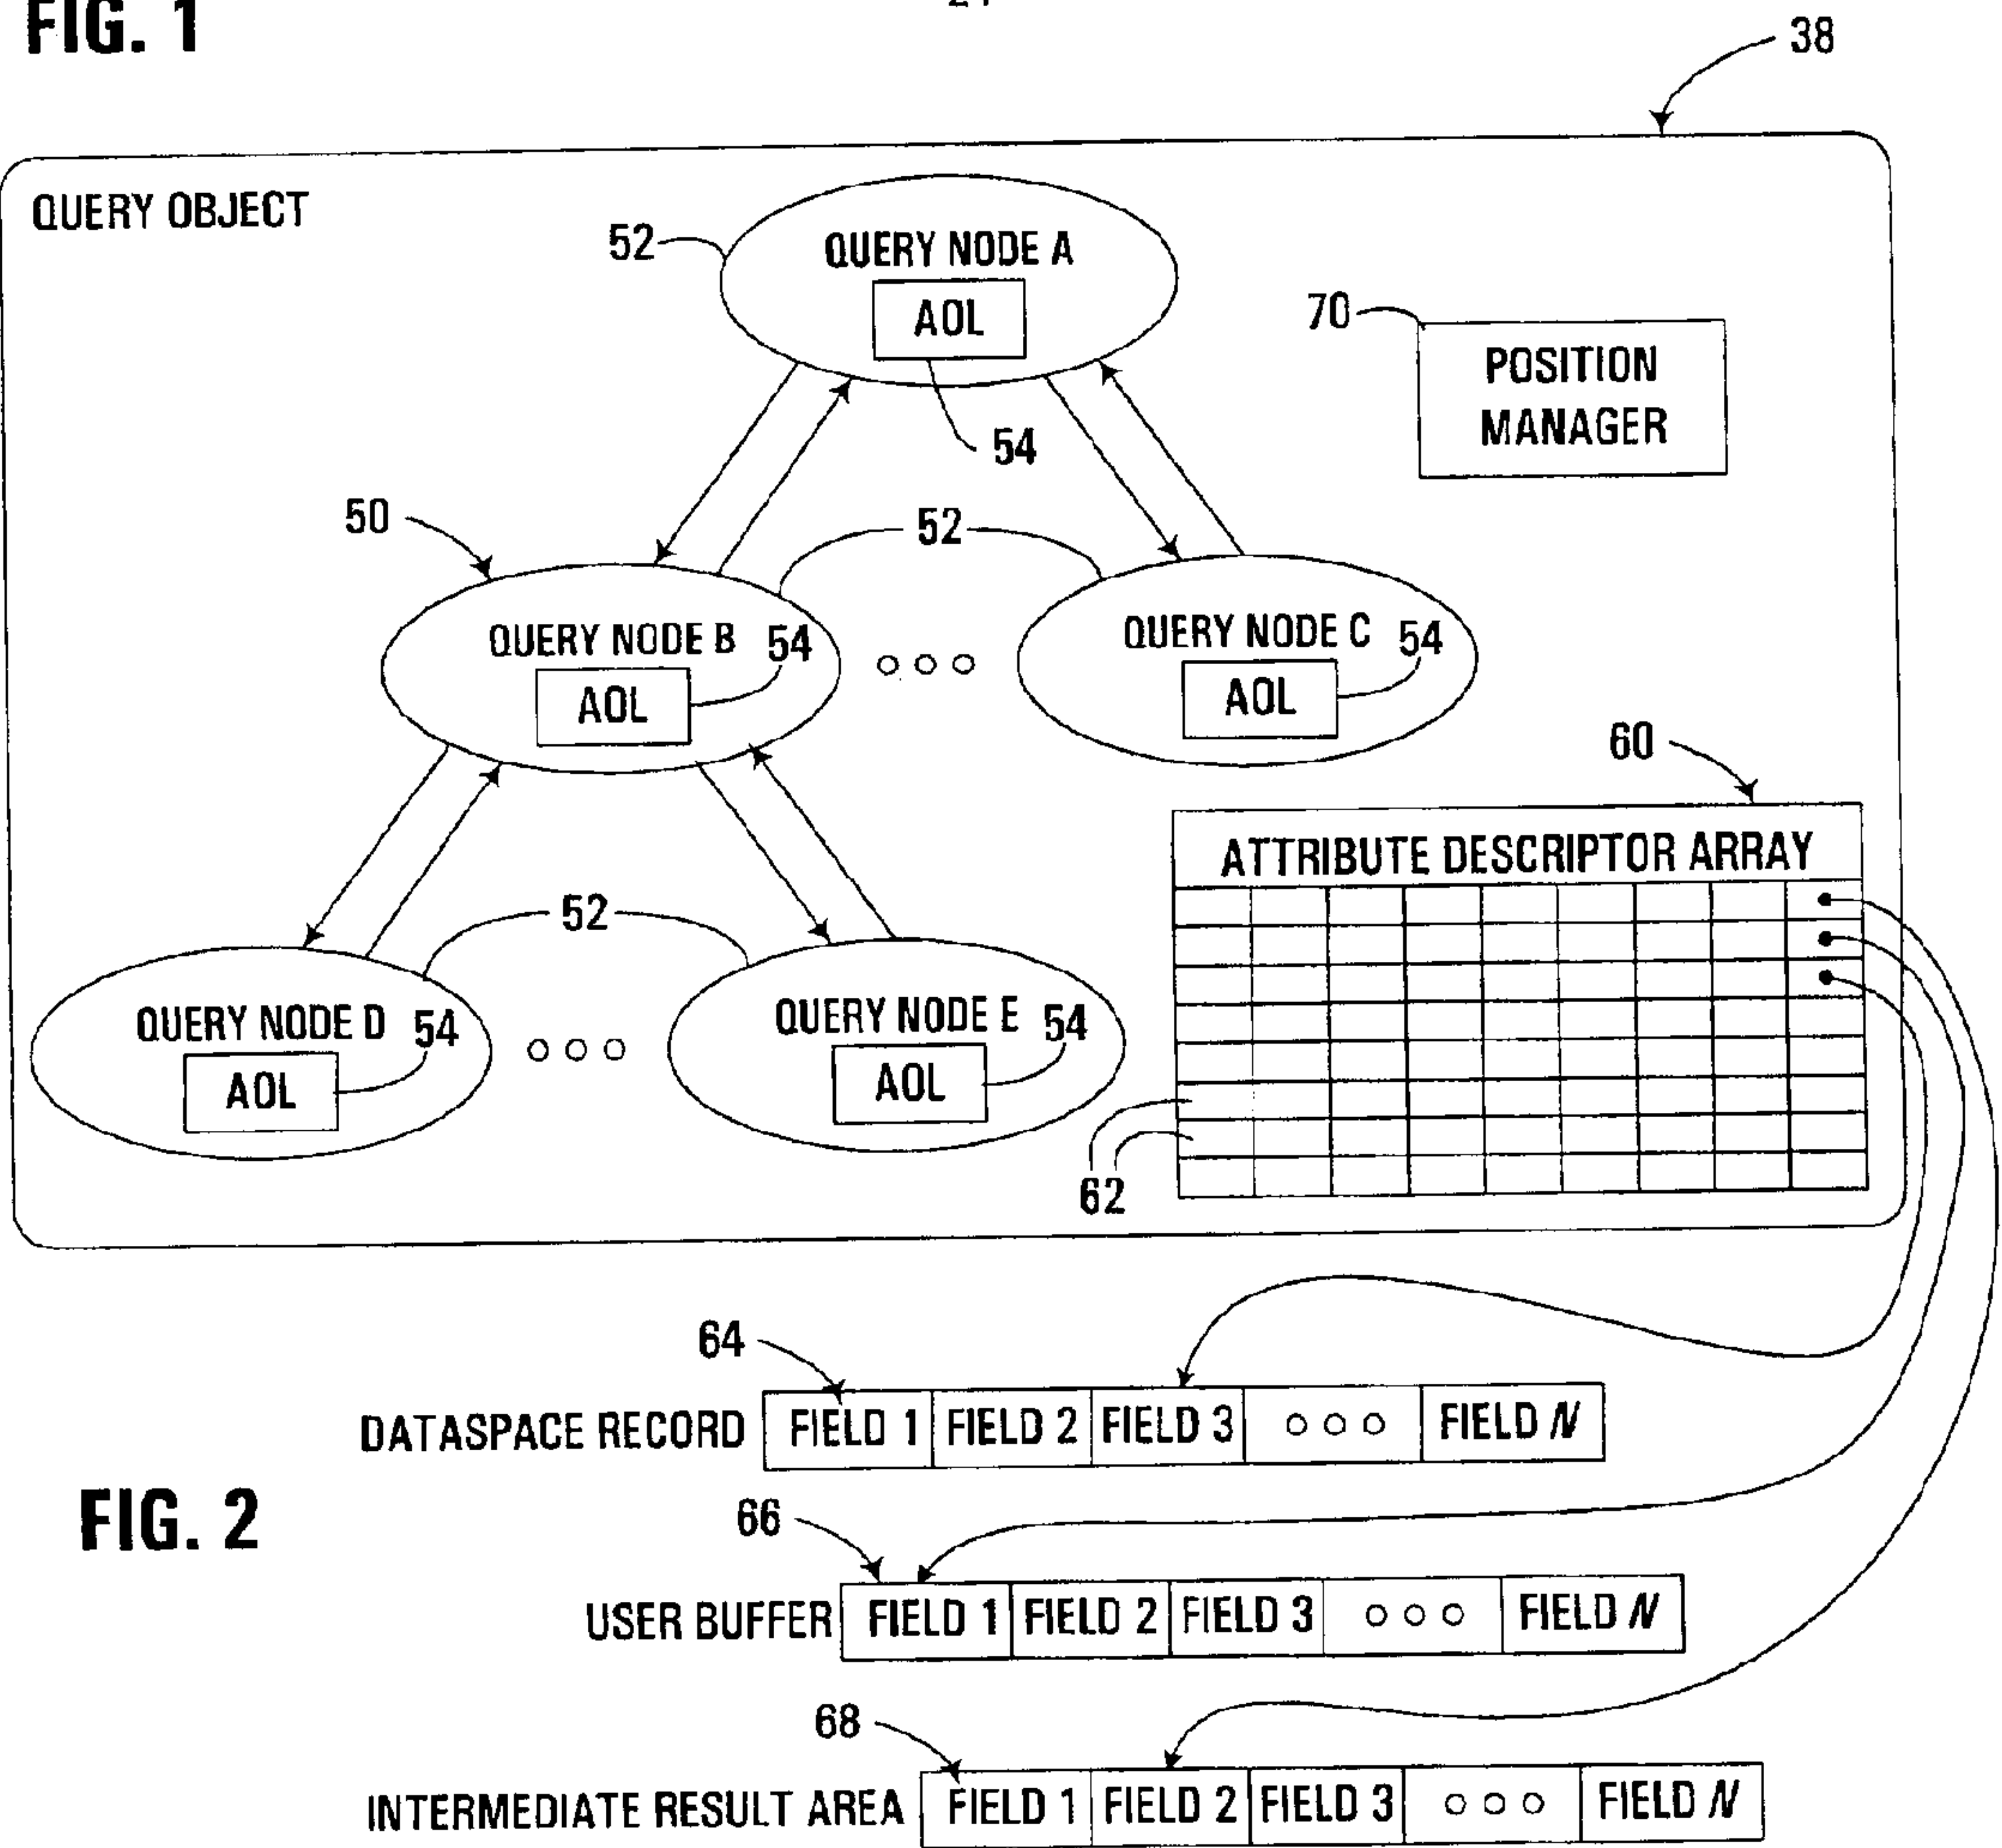 FIG. 1
38
QUERY OBJECT
52
QUERY NODE A
AOL
54
70
POSITION
MANAGER
50
52
QUERY NODE B
54
AOL
QUERY NODE C
54
AOL
60
ATTRIBUTE DESCRIPTOR ARRAY
52
QUERY NODE D
54
AOL
QUERY NODE E
54
AOL
62
64
DATASPACE RECORD FIELD 1 FIELD 2 FIELD 3 FIELD N
FIG. 2
66
USER BUFFER FIELD 1 FIELD 2 FIELD 3 FIELD N
68
INTERMEDIATE RESULT AREA FIELD 1 FIELD 2 FIELD 3 FIELD N